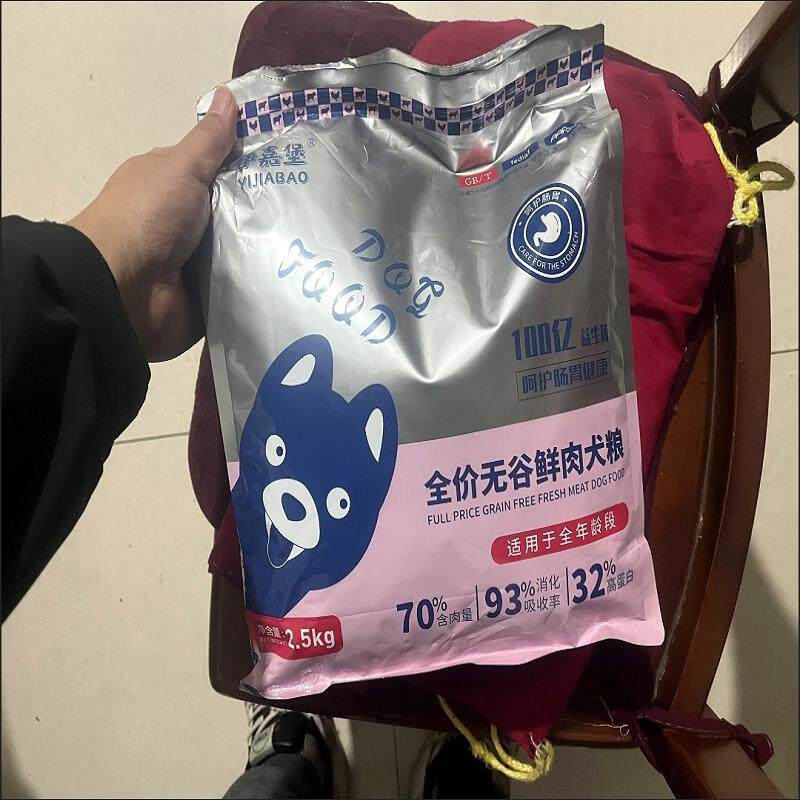 伊嘉堡®
YIJIABAO
GB/T
fediaf
DOG
FOOD
呵护肠胃
CARE FOR THE STOMACH
100亿 益生菌
呵护肠胃健康
全价无谷鲜肉犬粮
FULL PRICE GRAIN FREE FRESH MEAT DOG FOOD
适用于全年龄段
70% 含肉量
93% 消化吸收率
32% 高蛋白
净含量:2.5kg